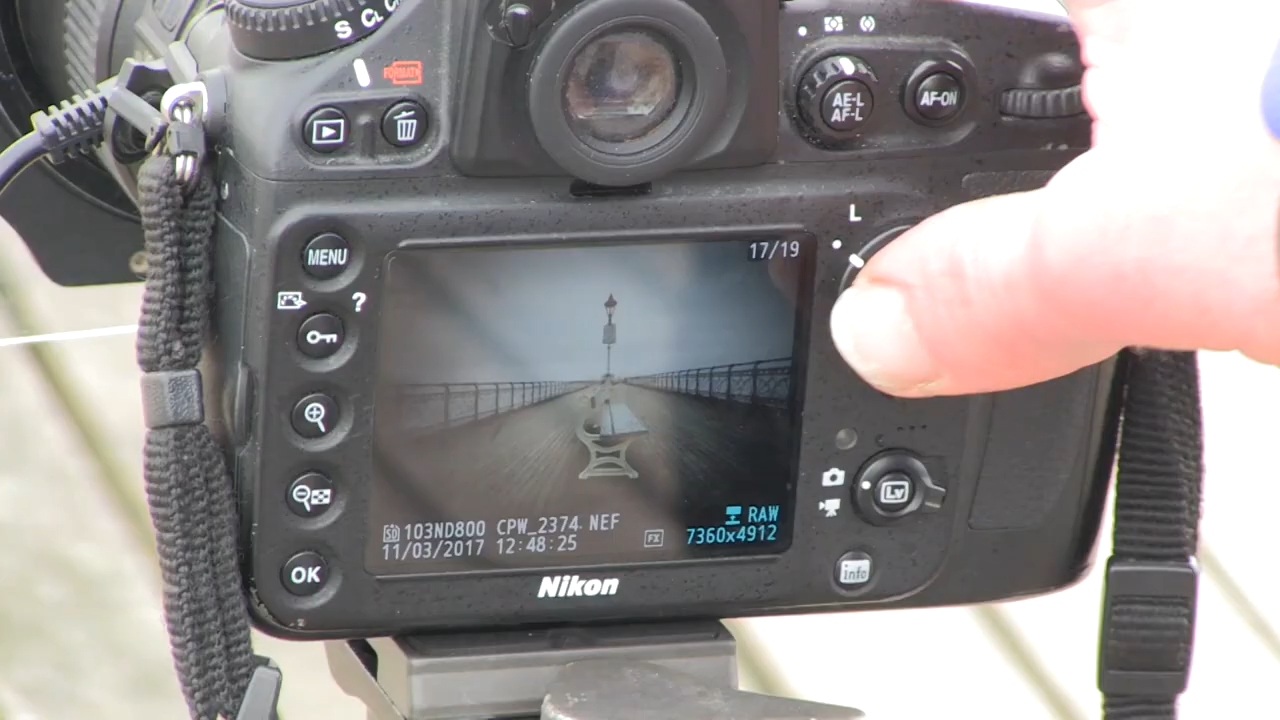 S CL CH
FORMAT
AE-L
AF-L
AF-ON
L
MENU
?
17/19
103ND800 CPW_2374.NEF
11/03/2017 12:48:25
FX
RAW
7360x4912
Lv
OK
info
Nikon